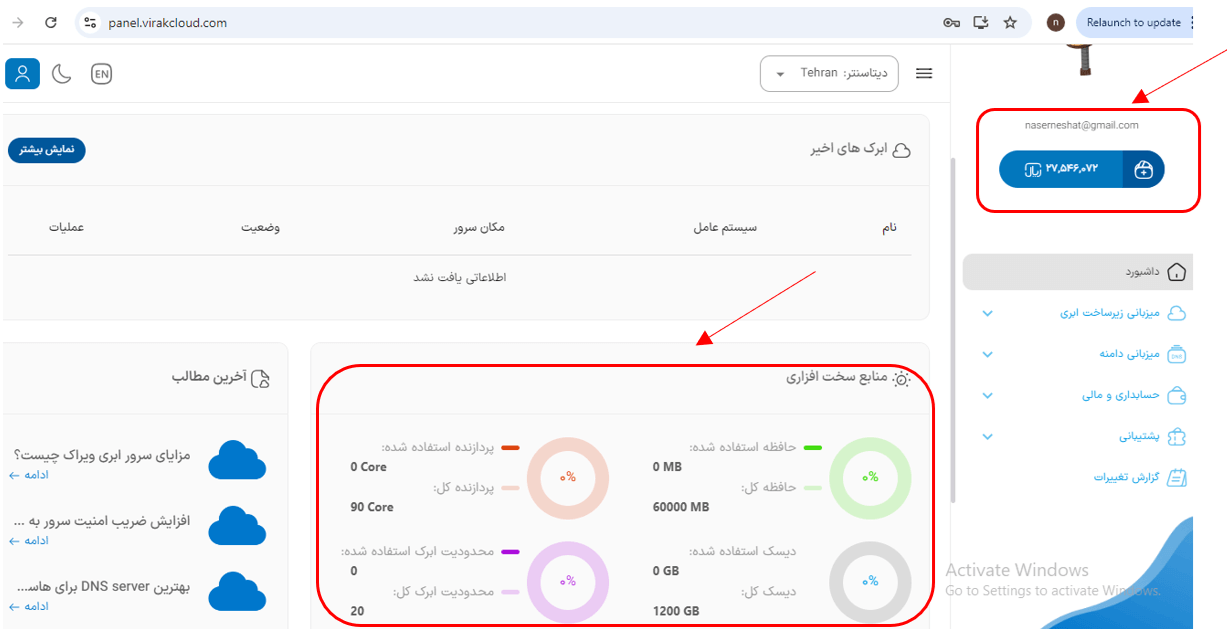 panel.virakcloud.com
n
Relaunch to update
EN
دیتاسنتر: Tehran
naserneshat@gmail.com
۲۷,۵۴۶,۰۷۲ ﷼
داشبورد
میزبانی زیرساخت ابری
میزبانی دامنه
حسابداری و مالی
پشتیبانی
گزارش تغییرات
ابرک های اخیر
نمایش بیشتر
نام سیستم عامل مکان سرور وضعیت عملیات
اطلاعاتی یافت نشد
منابع سخت افزاری
حافظه استفاده شده:
0 MB
حافظه کل:
60000 MB
۰%
پردازنده استفاده شده:
0 Core
پردازنده کل:
90 Core
۰%
دیسک استفاده شده:
0 GB
دیسک کل:
1200 GB
۰%
محدودیت ابرک استفاده شده:
0
محدودیت ابرک کل:
20
۰%
آخرین مطالب
مزایای سرور ابری ویراک چیست؟
ادامه ←
افزایش ضریب امنیت سرور به ...
ادامه ←
بهترین DNS server برای هاس...
ادامه ←
Activate Windows
Go to Settings to activate Windows.